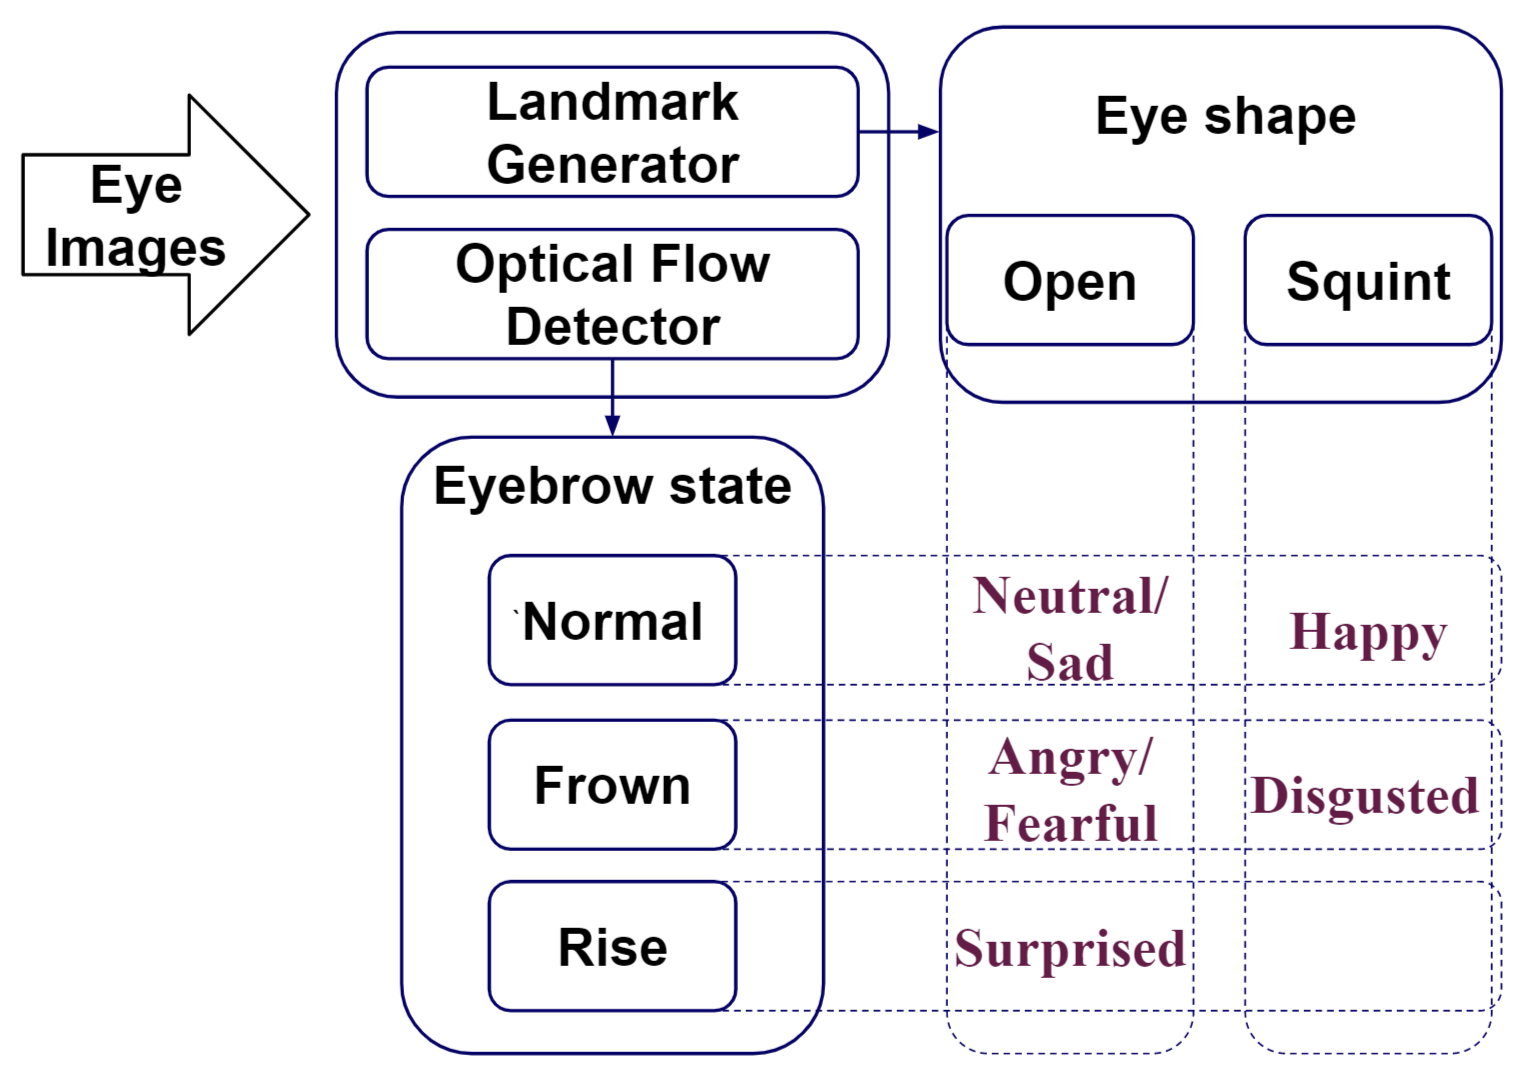 Eye
Images
Landmark
Generator
Optical Flow
Detector
Eye shape
Open
Squint
Eyebrow state
`Normal
Neutral/
Sad
Happy
Frown
Angry/
Fearful
Disgusted
Rise
Surprised